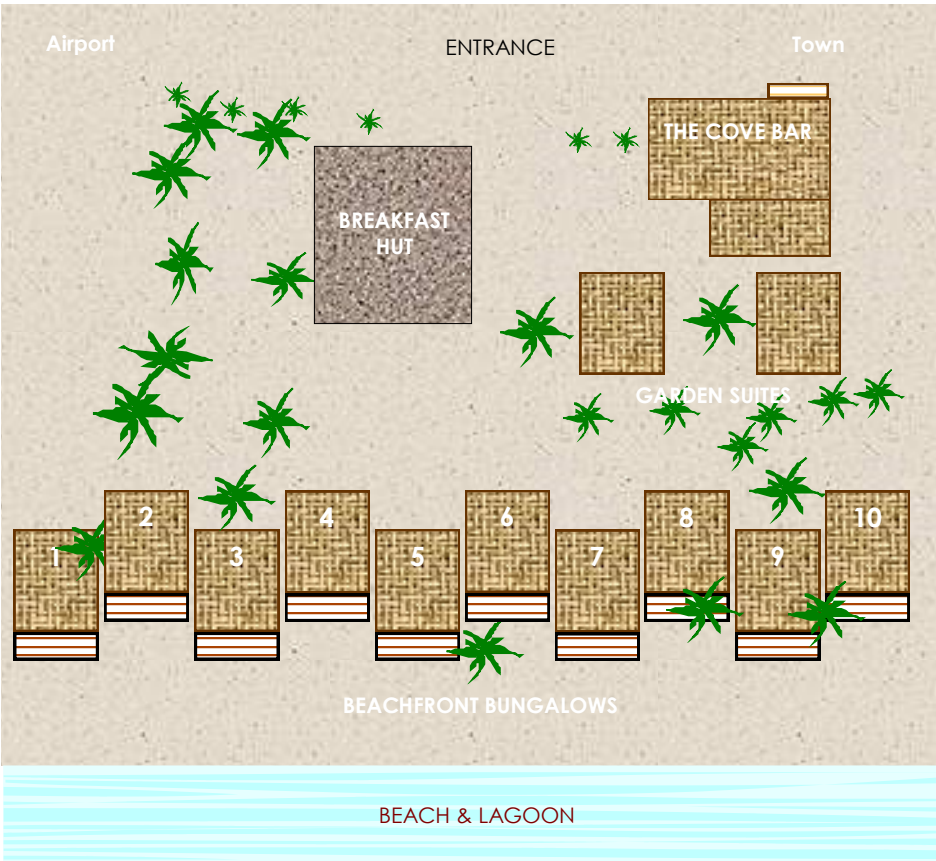 Airport
ENTRANCE
Town
THE COVE BAR
BREAKFAST
HUT
GARDEN SUITES
1
2
3
4
5
6
7
8
9
10
BEACHFRONT BUNGALOWS
BEACH & LAGOON